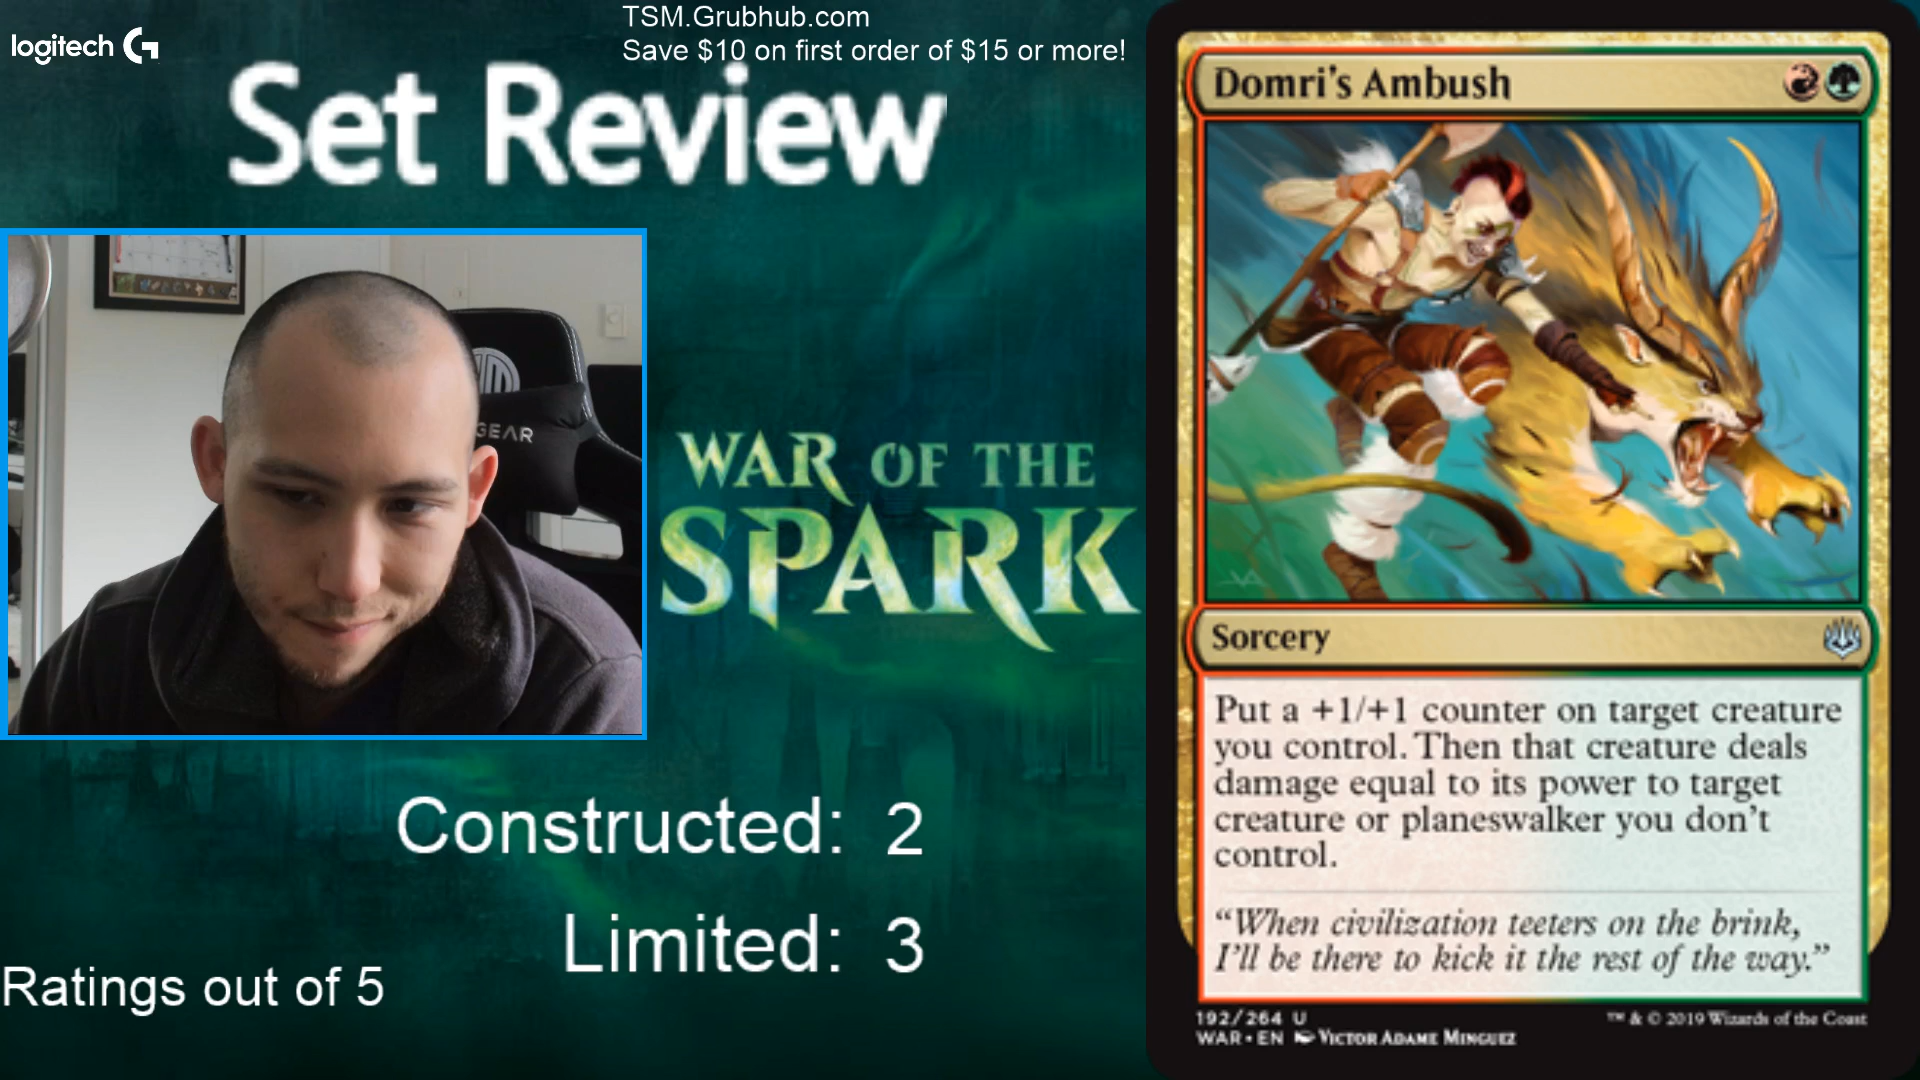 logitech G
TSM.Grubhub.com
Save $10 on first order of $15 or more!
Set Review
GEAR
WAR OF THE
SPARK
Constructed: 2
Limited: 3
Ratings out of 5
Domri's Ambush
Sorcery
Put a +1/+1 counter on target creature
you control. Then that creature deals
damage equal to its power to target
creature or planeswalker you don't
control.
"When civilization teeters on the brink,
I'll be there to kick it the rest of the way."
192/264 U
WAR • EN VICTOR ADAME MINGUEZ
™ & © 2019 Wizards of the Coast